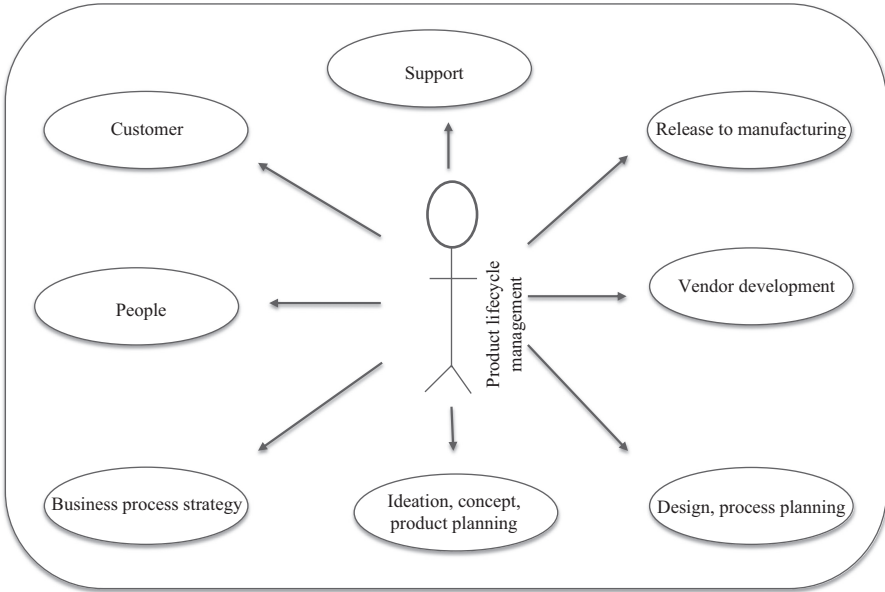 Support
Customer
Release to manufacturing
People
Product lifecycle
management
Vendor development
Business process strategy
Ideation, concept,
product planning
Design, process planning